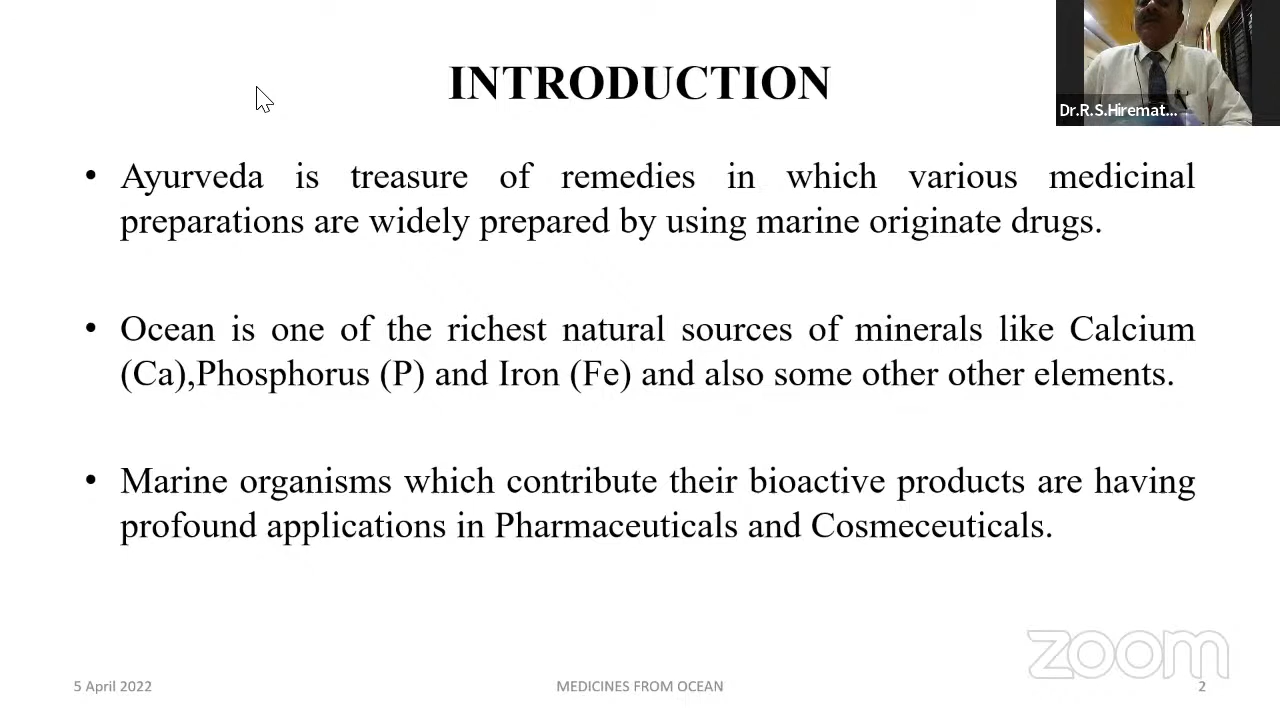 INTRODUCTION
Dr.R.S.Hiremat...
• Ayurveda is treasure of remedies in which various medicinal
preparations are widely prepared by using marine originate drugs.
• Ocean is one of the richest natural sources of minerals like Calcium
(Ca),Phosphorus (P) and Iron (Fe) and also some other other elements.
• Marine organisms which contribute their bioactive products are having
profound applications in Pharmaceuticals and Cosmeceuticals.
zoom
5 April 2022
MEDICINES FROM OCEAN
2